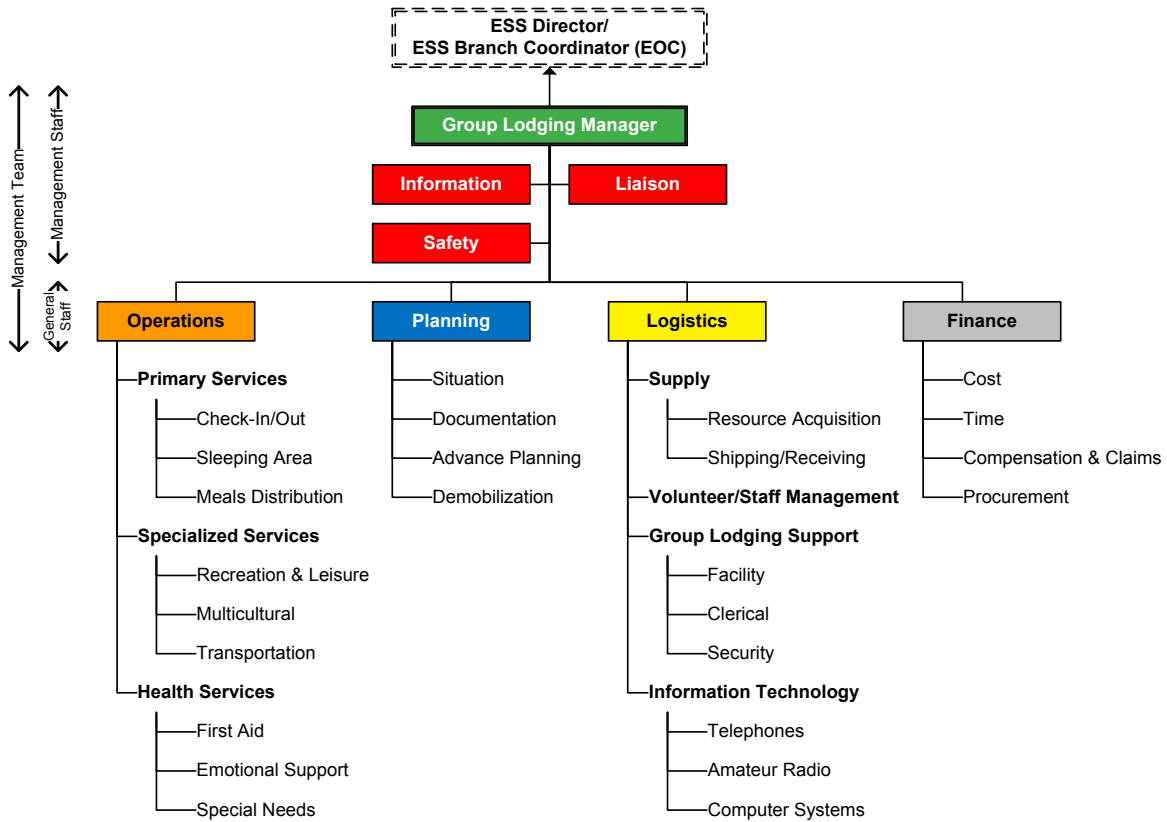 ESS Director/
ESS Branch Coordinator (EOC)
Group Lodging Manager
Management Team
Management Staff
Information
Liaison
Safety
General
Staff
Operations
Planning
Logistics
Finance
Primary Services
Check-In/Out
Sleeping Area
Meals Distribution
Specialized Services
Recreation & Leisure
Multicultural
Transportation
Health Services
First Aid
Emotional Support
Special Needs
Situation
Documentation
Advance Planning
Demobilization
Supply
Resource Acquisition
Shipping/Receiving
Volunteer/Staff Management
Group Lodging Support
Facility
Clerical
Security
Information Technology
Telephones
Amateur Radio
Computer Systems
Cost
Time
Compensation & Claims
Procurement